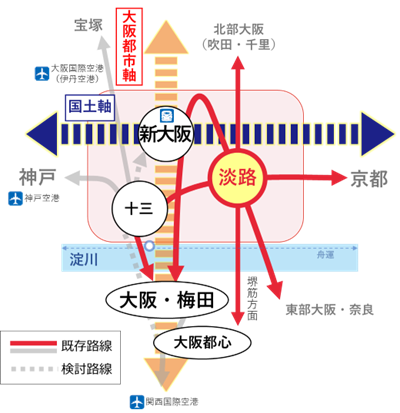 宝塚
大阪都市軸
北部大阪
(吹田・千里)
大阪国際空港
(伊丹空港)
国土軸
新大阪
神戸
淡路
京都
神戸空港
十三
淀川
舟運
大阪・梅田
堺筋方面
東部大阪・奈良
大阪都心
既存路線
検討路線
関西国際空港